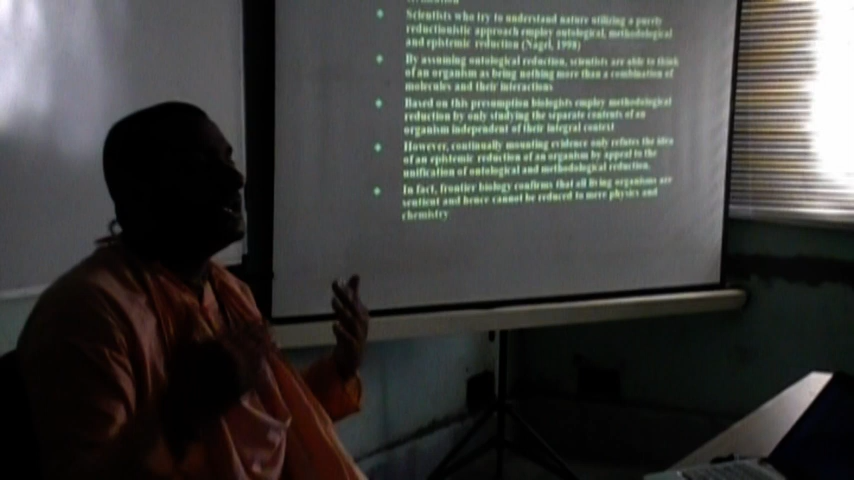 Scientists who try to understand nature utilizing a purely
reductionistic approach employ ontological, methodological
and epistemic reduction (Nagel, 1998)
By assuming ontological reduction, scientists are able to think
of an organism as being nothing more than a combination of
molecules and their interactions
Based on this presumption biologists employ methodological
reduction by only studying the separate contents of an
organism independent of their integral context
However, continually mounting evidence only refutes the idea
of an epistemic reduction of an organism by appeal to the
unification of ontological and methodological reduction.
In fact, frontier biology confirms that all living organisms are
sentient and hence cannot be reduced to mere physics and
chemistry